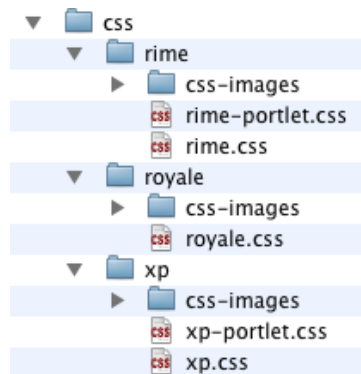 css
rime
css-images
rime-portlet.css
rime.css
royale
css-images
royale.css
xp
css-images
xp-portlet.css
xp.css